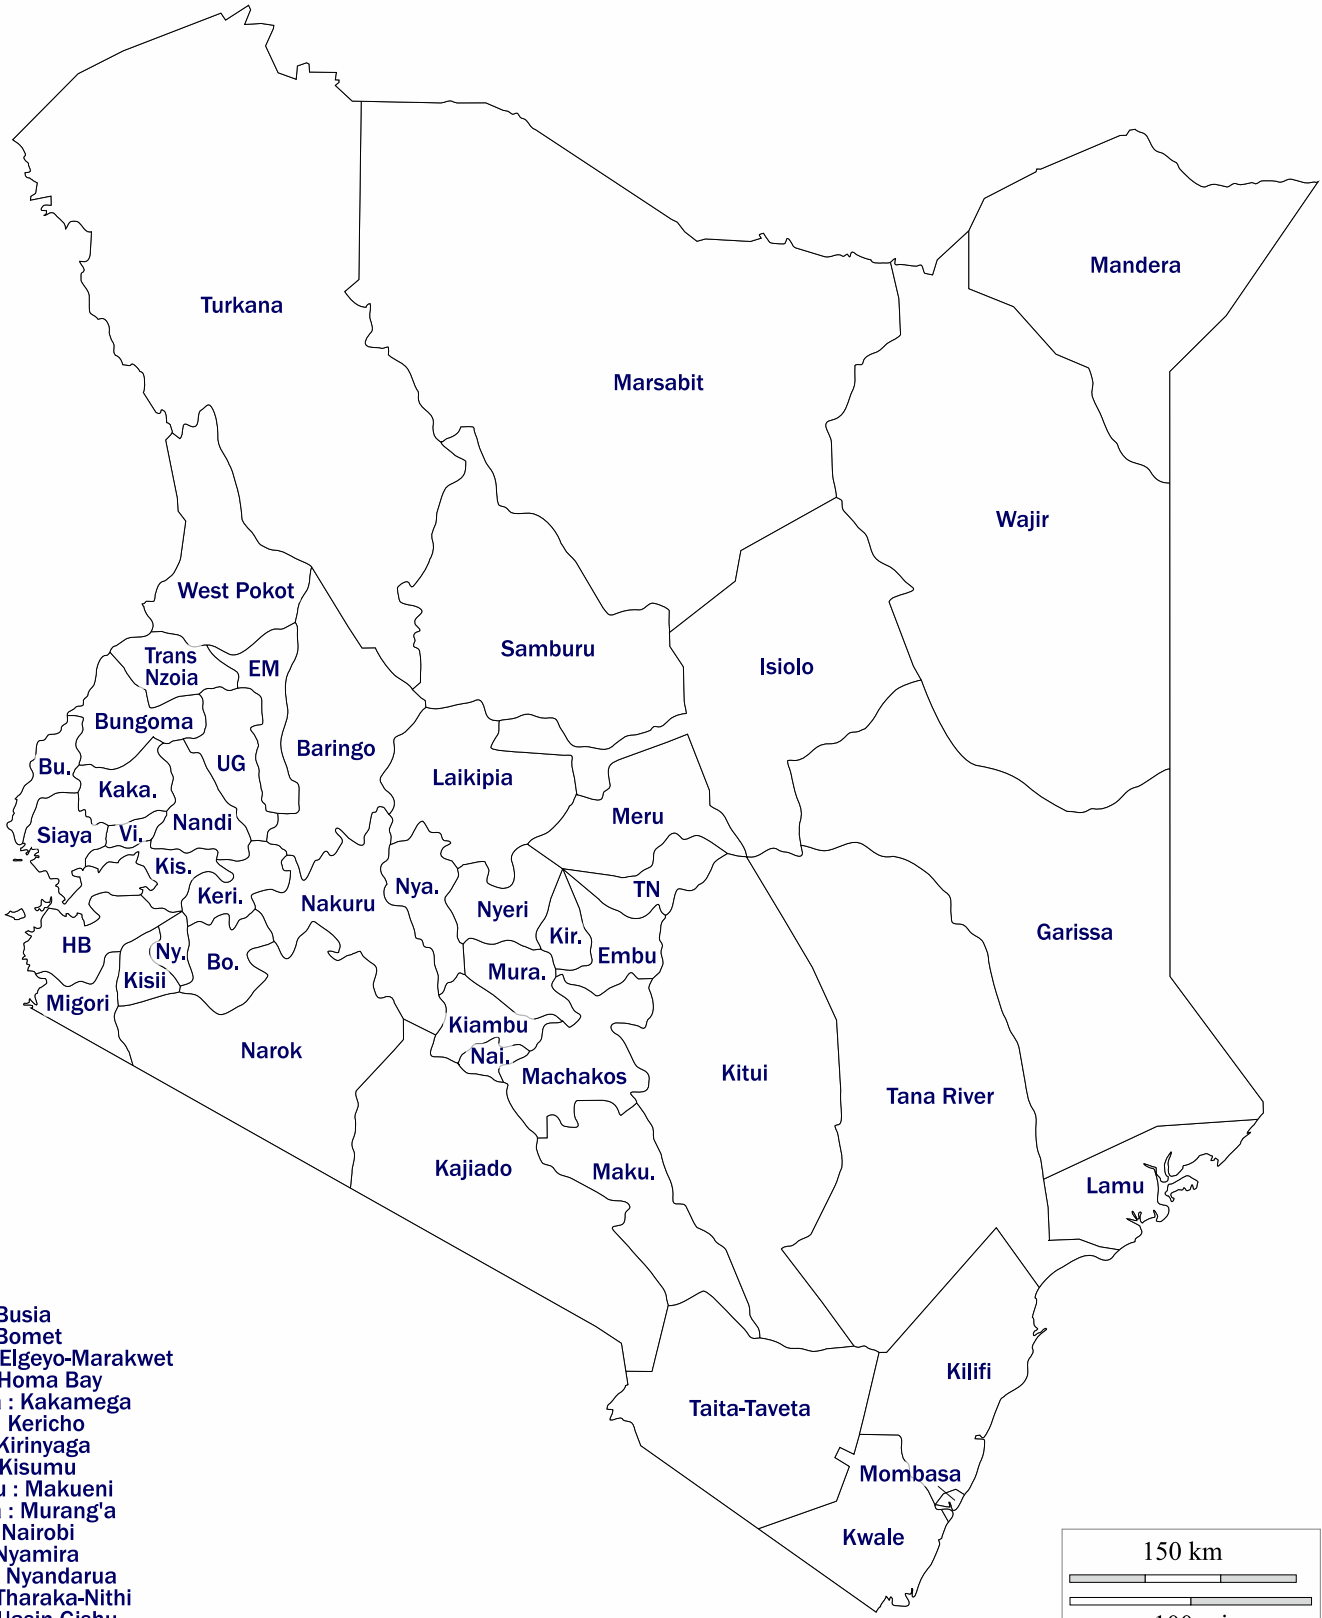 Mandera
Turkana
Marsabit
Wajir
West Pokot
Samburu
Trans
Nzoia
EM
Isiolo
Bungoma
Baringo
UG
Bu.
Laikipia
Kaka.
Meru
Siaya
Vi.
Nandi
Kis.
Keri.
Nya.
TN
Nakuru
Nyeri
Garissa
Kir.
HB
Ny.
Bo.
Embu
Mura.
Kisii
Migori
Kiambu
Narok
Nai.
Machakos
Kitui
Tana River
Kajiado
Maku.
Lamu
Kilifi
Taita-Taveta
Mombasa
Kwale
Busia
Bomet
Elgeyo-Marakwet
Homa Bay
: Kakamega
Kericho
Kirinyaga
Kisumu
: Makueni
: Murang'a
Nairobi
Nyamira
Nyandarua
Tharaka-Nithi
150 km